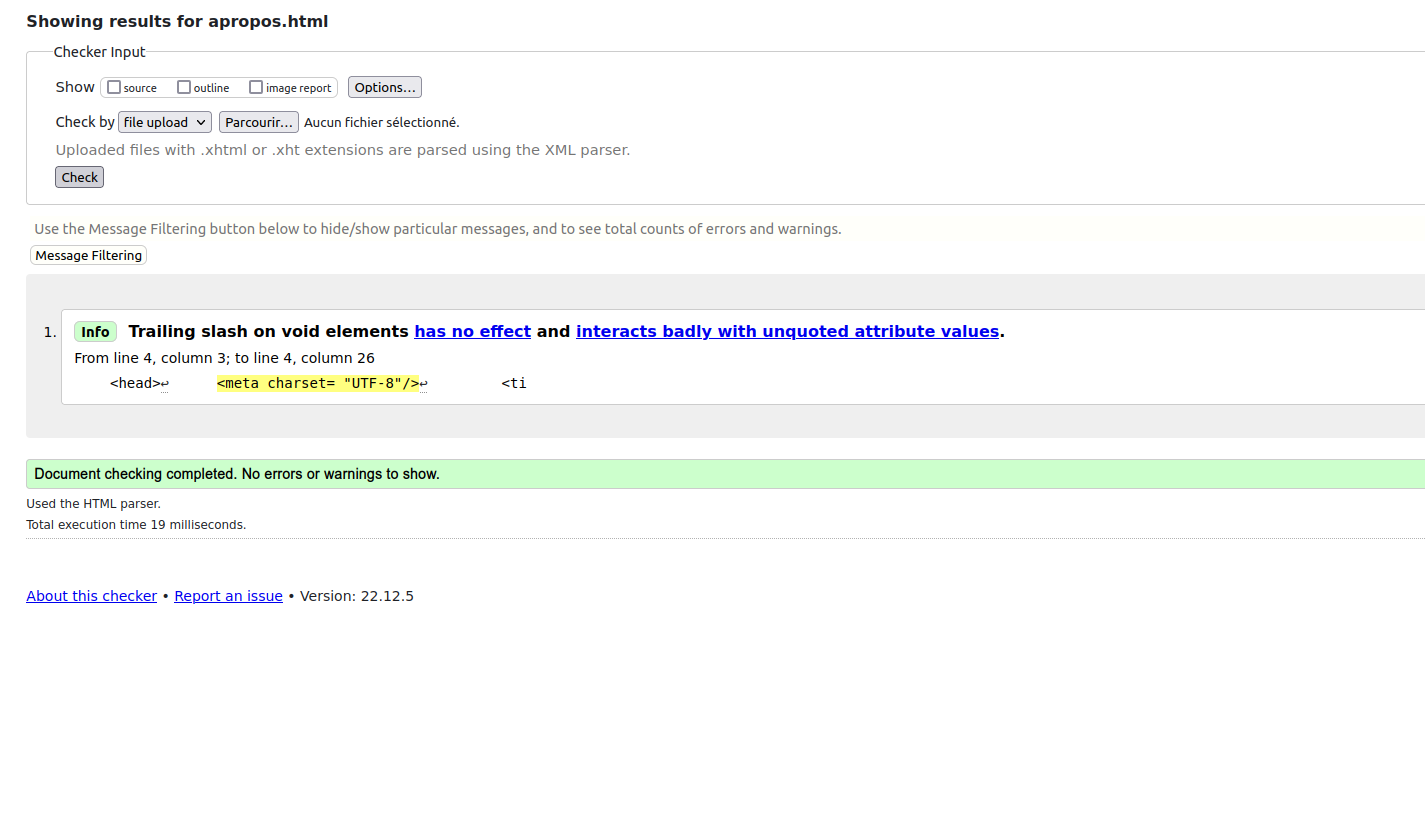 Showing results for apropos.html
Checker Input
Show source outline image report Options...
Check by file upload Parcourir... Aucun fichier sélectionné.
Uploaded files with .xhtml or .xht extensions are parsed using the XML parser.
Check
Use the Message Filtering button below to hide/show particular messages, and to see total counts of errors and warnings.
Message Filtering
1. Info Trailing slash on void elements has no effect and interacts badly with unquoted attribute values.
From line 4, column 3; to line 4, column 26
<head>↩ <meta charset= "UTF-8"/>↩ <ti
Document checking completed. No errors or warnings to show.
Used the HTML parser.
Total execution time 19 milliseconds.
About this checker • Report an issue • Version: 22.12.5